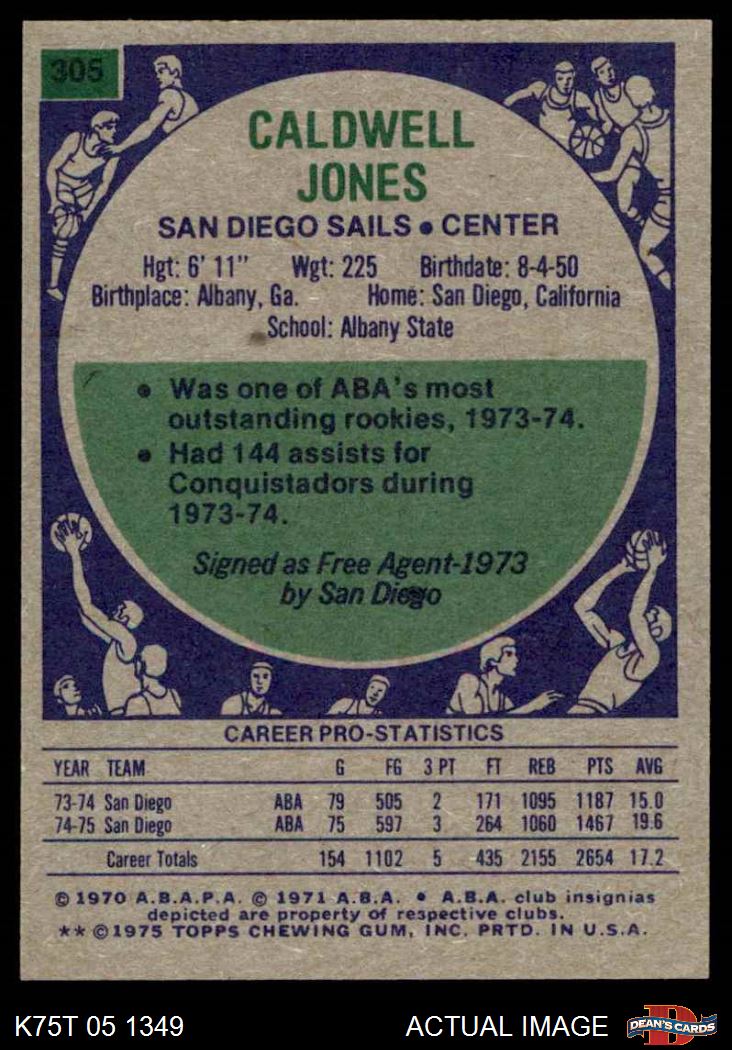 305
CALDWELL
JONES
SAN DIEGO SAILS • CENTER
Hgt: 6' 11" Wgt: 225 Birthdate: 8-4-50
Birthplace: Albany, Ga. Home: San Diego, California
School: Albany State
• Was one of ABA's most
outstanding rookies, 1973-74.
• Had 144 assists for
Conquistadors during
1973-74.
Signed as Free Agent-1973
by San Diego
CAREER PRO-STATISTICS
YEAR TEAM G FG 3 PT FT REB PTS AVG
73-74 San Diego ABA 79 505 2 171 1095 1187 15.0
74-75 San Diego ABA 75 597 3 264 1060 1467 19.6
Career Totals 154 1102 5 435 2155 2654 17.2
© 1970 A.B.A.P.A. © 1971 A.B.A. • A.B.A. club insignias
depicted are property of respective clubs.
** © 1975 TOPPS CHEWING GUM, INC. PRTD. IN U.S.A.
K75T 05 1349 ACTUAL IMAGE D DEAN'S CARDS